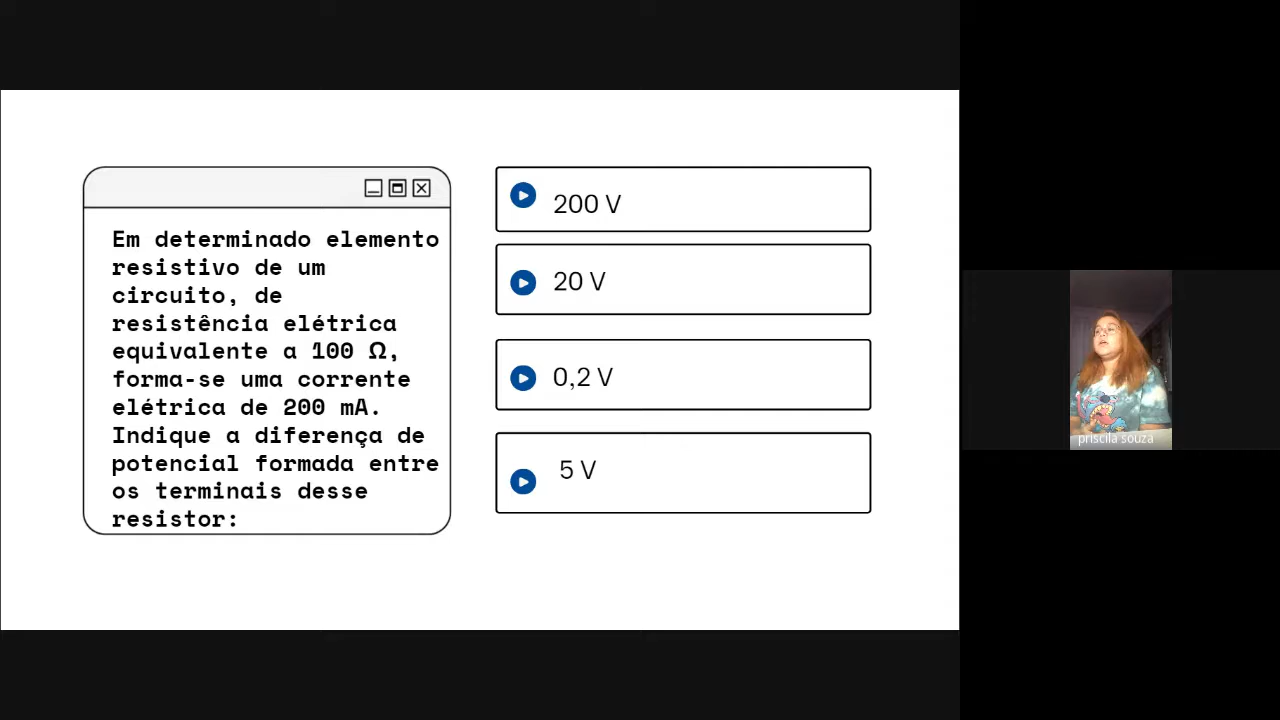 Em determinado elemento
resistivo de um
circuito, de
resistência elétrica
equivalente a 100 Ω,
forma-se uma corrente
elétrica de 200 mA.
Indique a diferença de
potencial formada entre
os terminais desse
resistor:
200 V
20 V
0,2 V
5 V
priscila souza